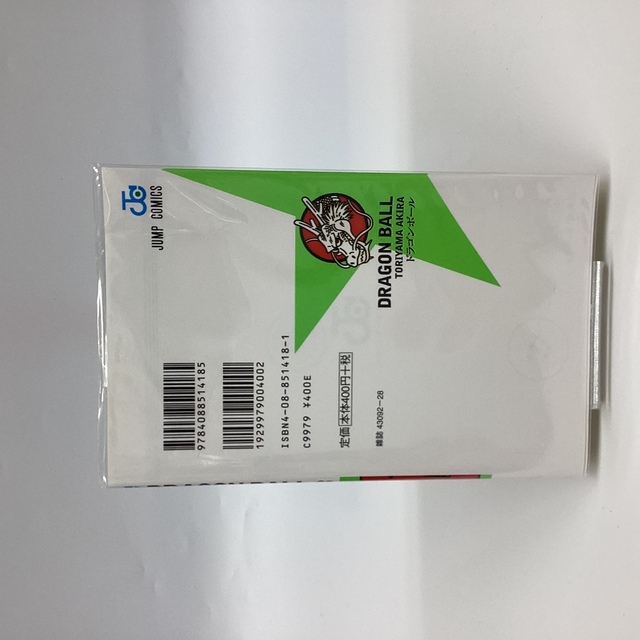 JUMP COMICS
DRAGON BALL
TORIYAMA AKIRA
ドラゴンボール
9784088514185
1929979004002
ISBN4-08-851418-1
C9979 ¥400E
定価 本体400円+税
雑誌 43092-28